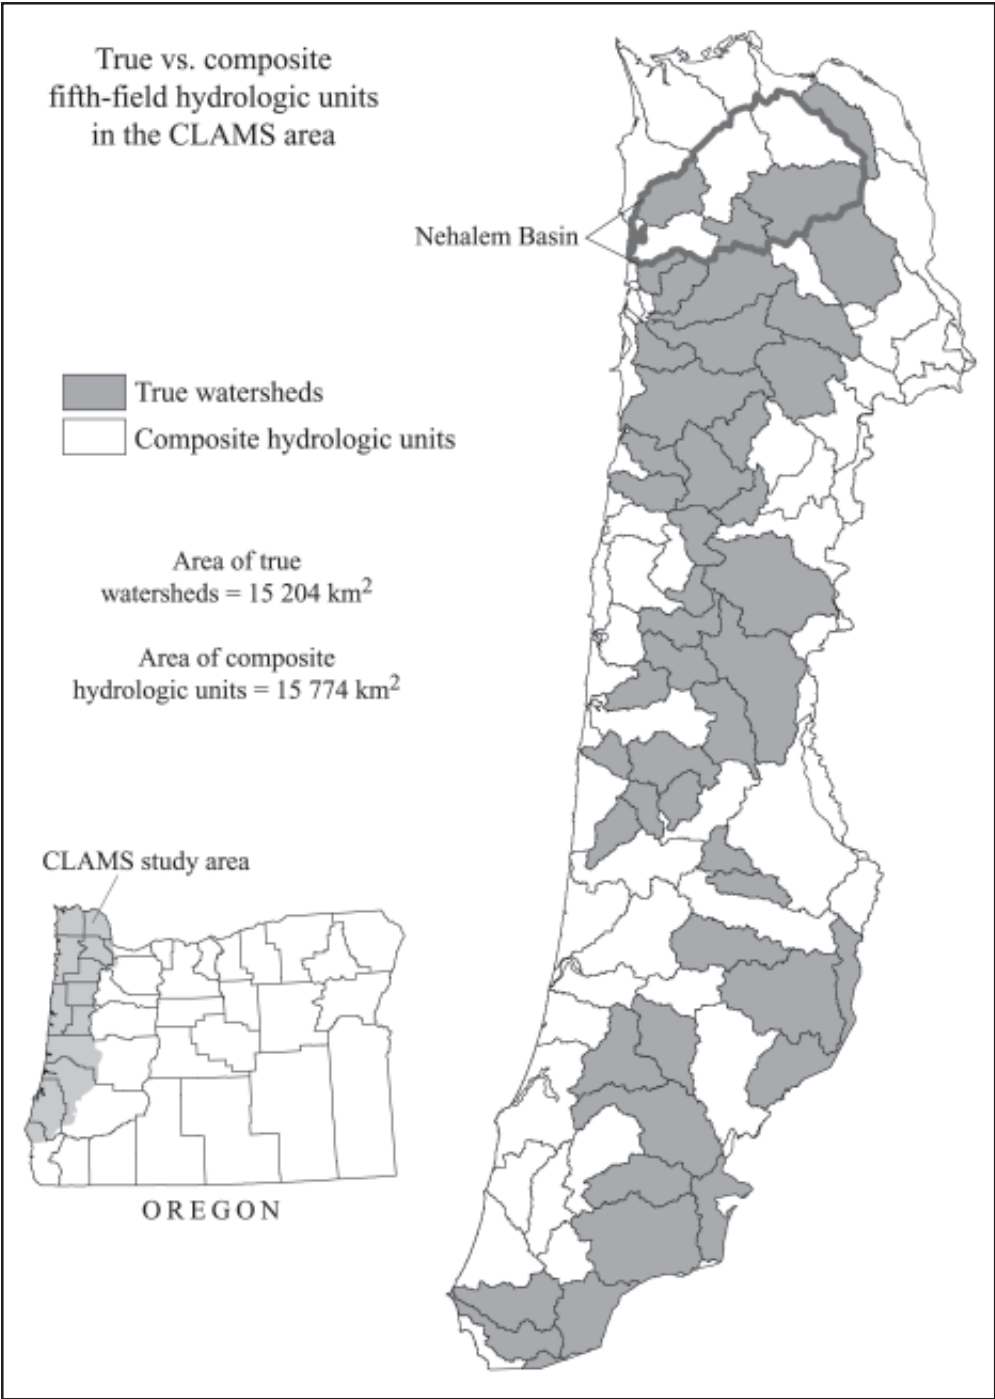 True vs. composite
fifth-field hydrologic units
in the CLAMS area
Nehalem Basin
True watersheds
Composite hydrologic units
Area of true
watersheds = 15 204 km²
Area of composite
hydrologic units = 15 774 km²
CLAMS study area
OREGON